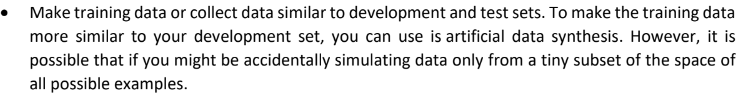 • Make training data or collect data similar to development and test sets. To make the training data
more similar to your development set, you can use is artificial data synthesis. However, it is
possible that if you might be accidentally simulating data only from a tiny subset of the space of
all possible examples.